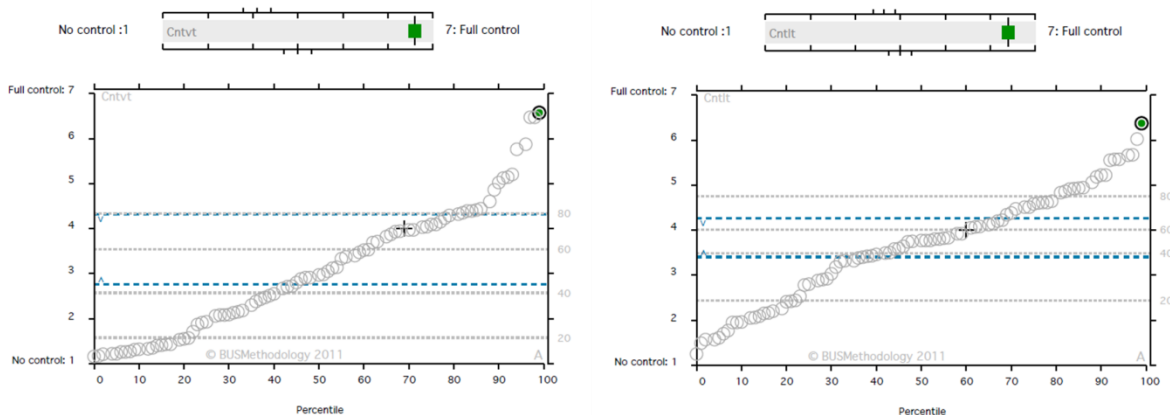 No control :1
Cntvt
7: Full control
Full control: 7
Cntvt
6
5
4
3
2
No control: 1
80
60
40
20
© BUSMethodology 2011
A
0 10 20 30 40 50 60 70 80 90 100
Percentile
No control :1
Cntlt
7: Full control
Full control: 7
Cntlt
6
5
4
3
2
No control: 1
80
60
40
20
© BUSMethodology 2011
A
0 10 20 30 40 50 60 70 80 90 100
Percentile